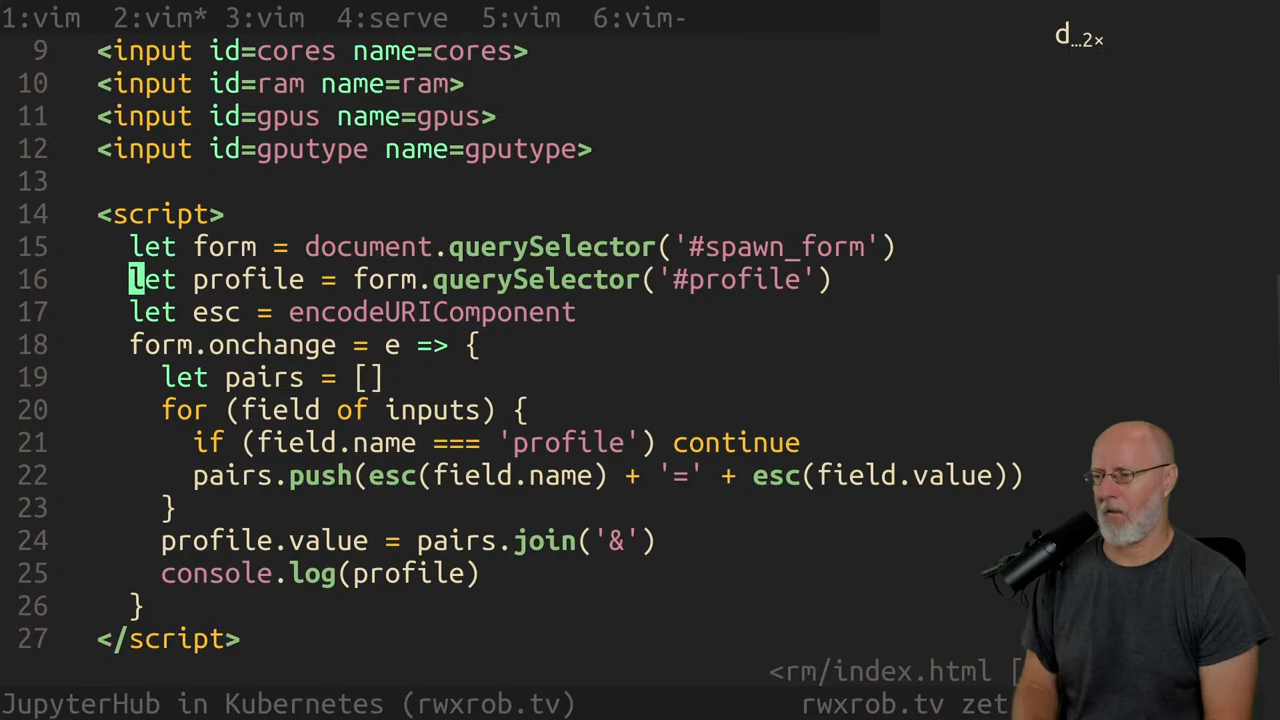 1:vim 2:vim* 3:vim 4:serve 5:vim 6:vim-
d…2×
9 <input id=cores name=cores>
10 <input id=ram name=ram>
11 <input id=gpus name=gpus>
12 <input id=gputype name=gputype>
13
14 <script>
15 let form = document.querySelector('#spawn_form')
16 let profile = form.querySelector('#profile')
17 let esc = encodeURIComponent
18 form.onchange = e => {
19 let pairs = []
20 for (field of inputs) {
21 if (field.name === 'profile') continue
22 pairs.push(esc(field.name) + '=' + esc(field.value))
23 }
24 profile.value = pairs.join('&')
25 console.log(profile)
26 }
27 </script>
<rm/index.html [
JupyterHub in Kubernetes (rwxrob.tv) rwxrob.tv zet